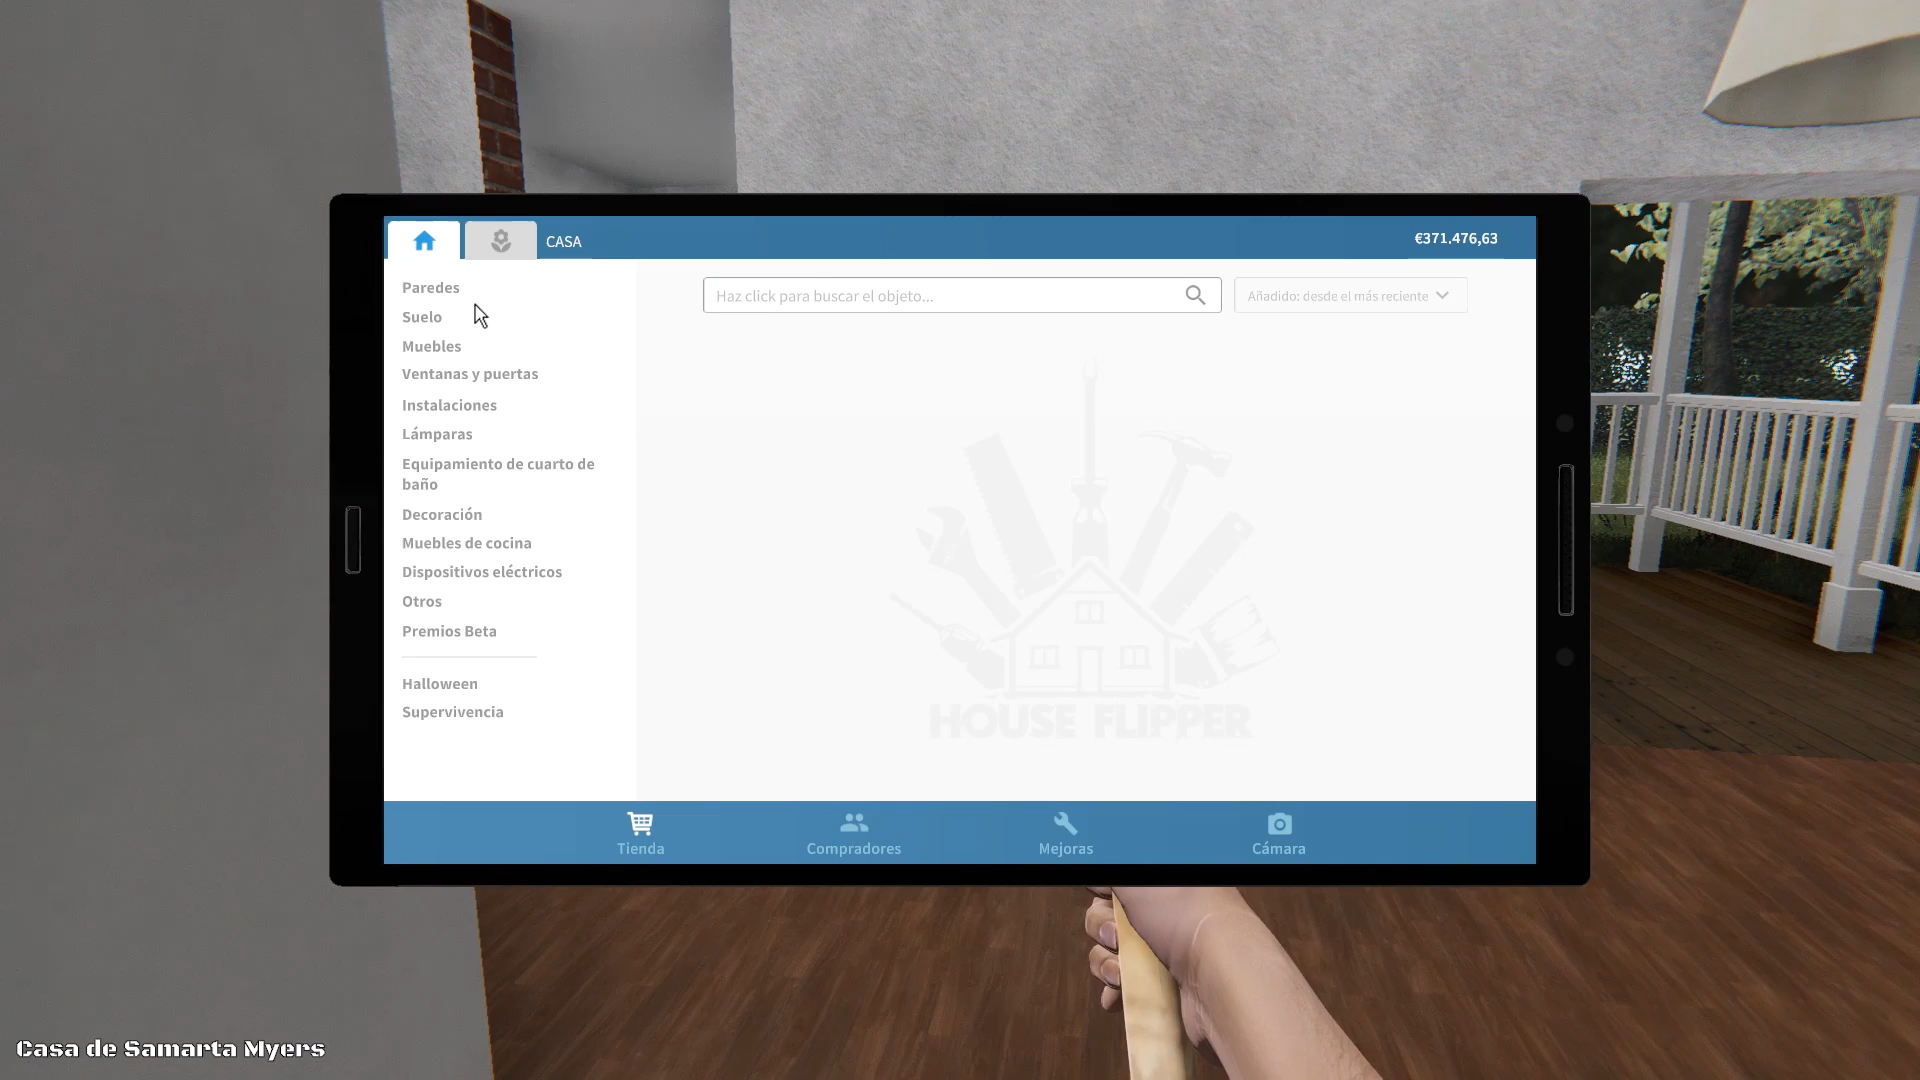 CASA
€371.476,63
Paredes
Suelo
Muebles
Ventanas y puertas
Instalaciones
Lámparas
Equipamiento de cuarto de
baño
Decoración
Muebles de cocina
Dispositivos eléctricos
Otros
Premios Beta
Halloween
Supervivencia
Haz click para buscar el objeto...
Añadido: desde el más reciente
HOUSE FLIPPER
Tienda
Compradores
Mejoras
Cámara
Casa de Samarta Myers